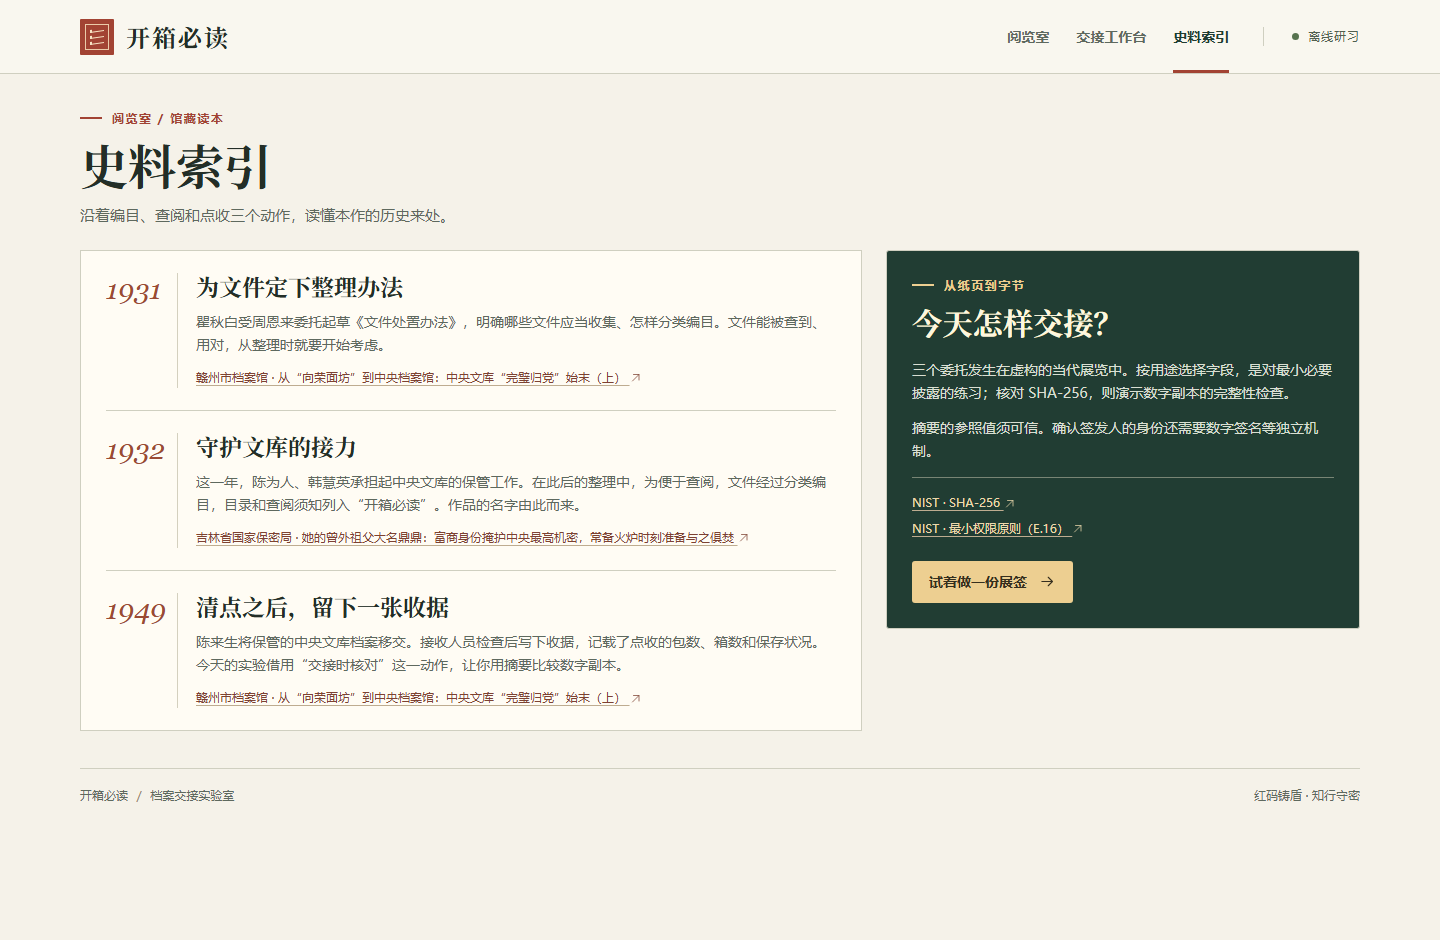 开箱必读
阅览室
交接工作台
史料索引
离线研习
阅览室 / 馆藏读本
史料索引
沿着编目、查阅和点收三个动作，读懂本作的历史来处。
1931
为文件定下整理办法
瞿秋白受周恩来委托起草《文件处置办法》，明确哪些文件应当收集、怎样分类编目。文件能被查到、
用对，从整理时就要开始考虑。
赣州市档案馆 · 从“向荣面坊”到中央档案馆：中央文库“完璧归党”始末（上） ↗
1932
守护文库的接力
这一年，陈为人、韩慧英承担起中央文库的保管工作。在此后的整理中，为便于查阅，文件经过分类编
目，目录和查阅须知列入“开箱必读”。作品的名字由此而来。
吉林省国家保密局 · 她的曾外祖父大名鼎鼎：富商身份掩护中央最高机密，常备火炉时刻准备与之俱焚 ↗
1949
清点之后，留下一张收据
陈来生将保管的中央文库档案移交。接收人员检查后写下收据，记载了点收的包数、箱数和保存状况。
今天的实验借用“交接时核对”这一动作，让你用摘要比较数字副本。
赣州市档案馆 · 从“向荣面坊”到中央档案馆：中央文库“完璧归党”始末（上） ↗
从纸页到字节
今天怎样交接？
三个委托发生在虚构的当代展览中。按用途选择字段，是对最小必要
披露的练习；核对 SHA-256，则演示数字副本的完整性检查。
摘要的参照值须可信。确认签发人的身份还需要数字签名等独立机
制。
NIST · SHA-256 ↗
NIST · 最小权限原则（E.16） ↗
试着做一份展签 →
开箱必读 / 档案交接实验室
红码铸盾 · 知行守密